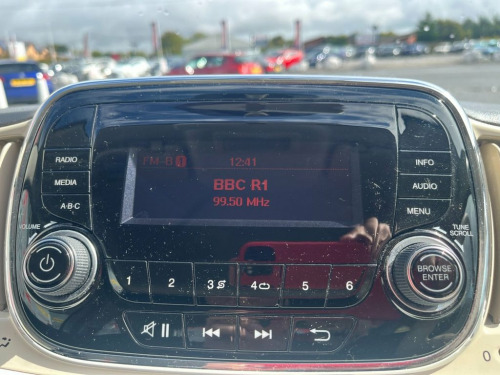 RADIO
MEDIA
A-B-C
VOLUME
FM-B
12:41
BBC R1
99.50 MHz
INFO
AUDIO
MENU
TUNE
SCROLL
BROWSE
ENTER
1 2 3 4 5 6
0